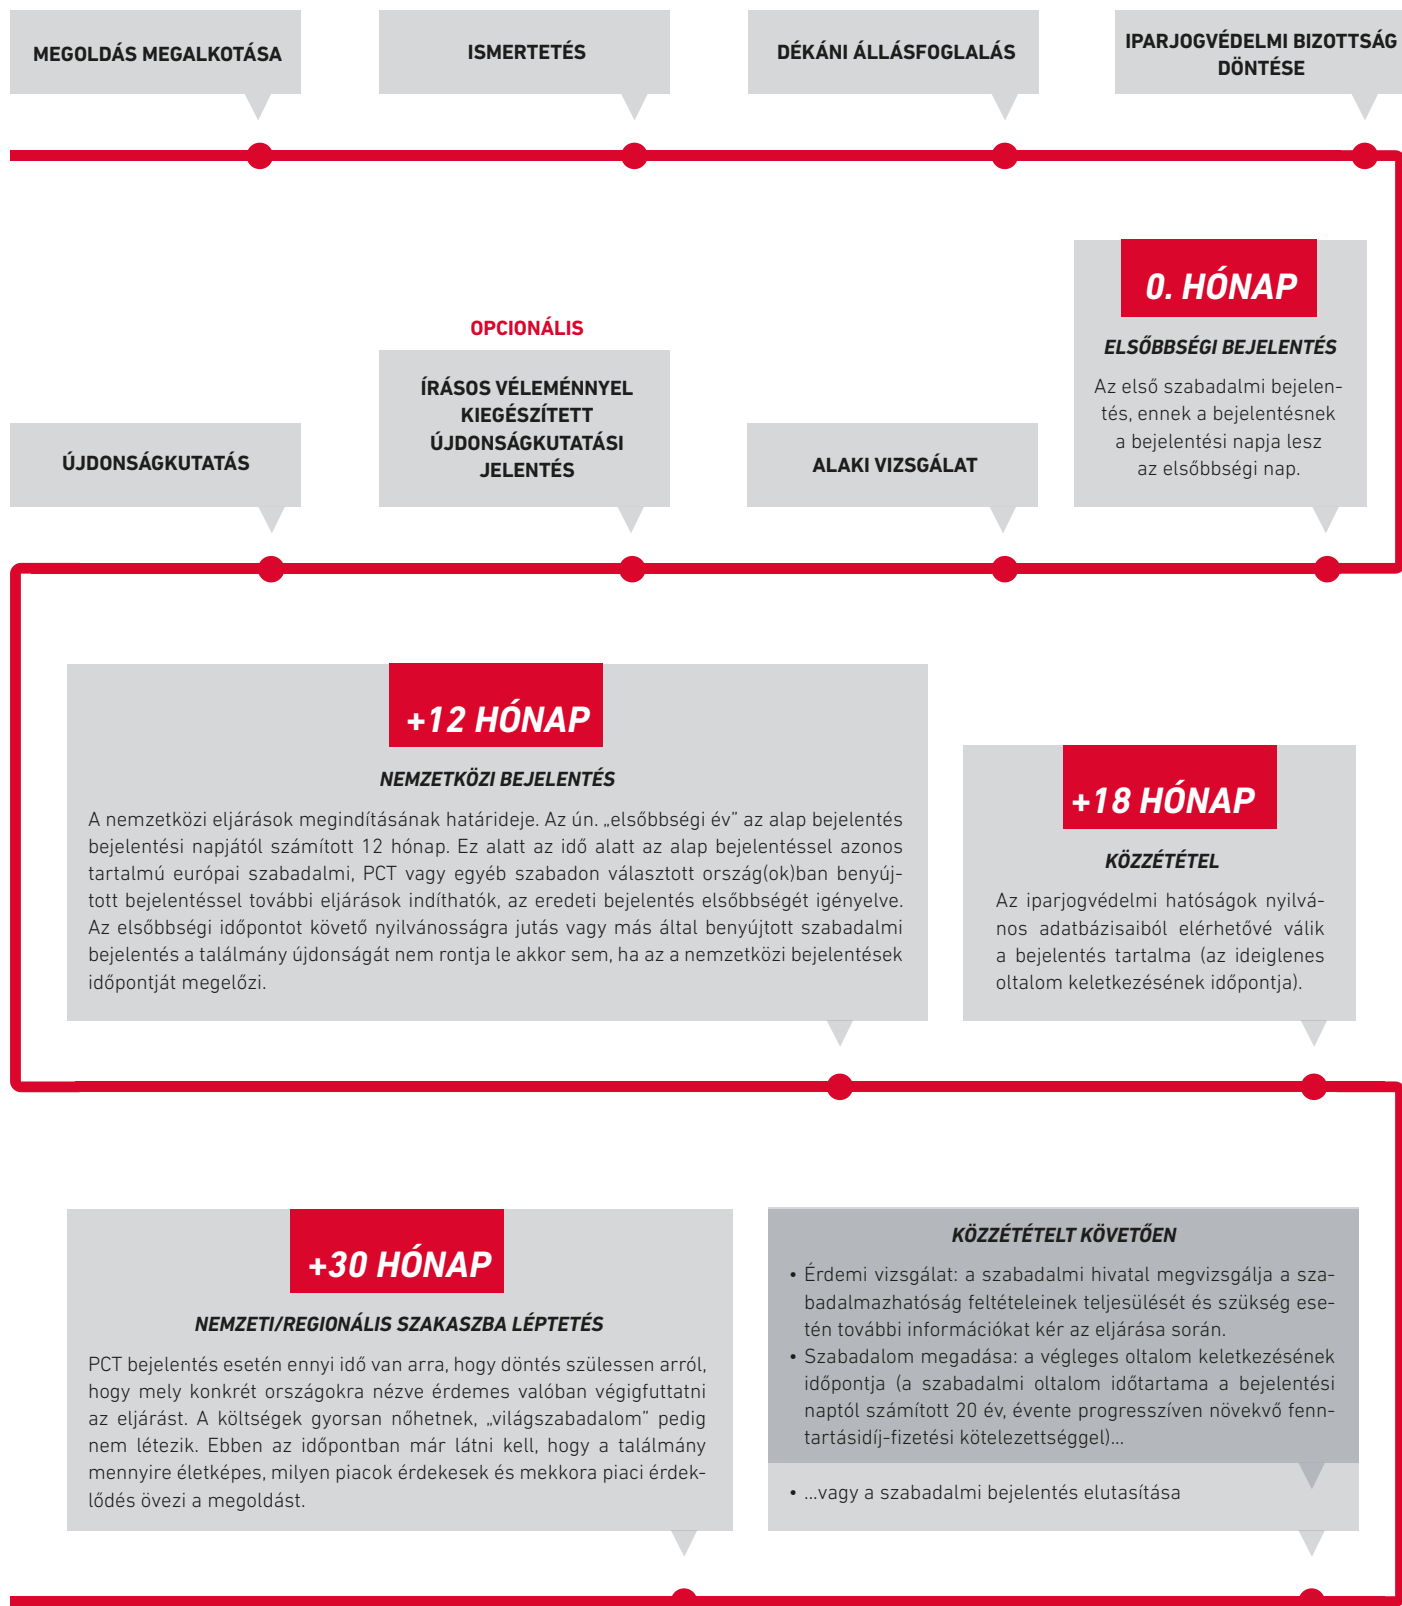 MEGOLDÁS MEGALKOTÁSA
ISMERTETÉS
DÉKÁNI ÁLLÁSFOGLALÁS
IPARJOGVÉDELMI BIZOTTSÁG
DÖNTÉSE
0. HÓNAP
ELSŐBBSÉGI BEJELENTÉS
Az első szabadalmi bejelen-
tés, ennek a bejelentésnek
a bejelentési napja lesz
az elsőbbségi nap.
ALAKI VIZSGÁLAT
OPCIONÁLIS
ÍRÁSOS VÉLEMÉNNYEL
KIEGÉSZÍTETT
ÚJDONSÁGKUTATÁSI
JELENTÉS
ÚJDONSÁGKUTATÁS
+12 HÓNAP
NEMZETKÖZI BEJELENTÉS
A nemzetközi eljárások megindításának határideje. Az ún. „elsőbbségi év” az alap bejelentés
bejelentési napjától számított 12 hónap. Ez alatt az idő alatt az alap bejelentéssel azonos
tartalmú európai szabadalmi, PCT vagy egyéb szabadon választott ország(ok)ban benyúj-
tott bejelentéssel további eljárások indíthatók, az eredeti bejelentés elsőbbségét igényelve.
Az elsőbbségi időpontot követő nyilvánosságra jutás vagy más által benyújtott szabadalmi
bejelentés a találmány újdonságát nem rontja le akkor sem, ha az a nemzetközi bejelentések
időpontját megelőzi.
+18 HÓNAP
KÖZZÉTÉTEL
Az iparjogvédelmi hatóságok nyilvá-
nos adatbázisaiból elérhetővé válik
a bejelentés tartalma (az ideiglenes
oltalom keletkezésének időpontja).
KÖZZÉTÉTELT KÖVETŐEN
• Érdemi vizsgálat: a szabadalmi hivatal megvizsgálja a sza-
badalmazhatóság feltételeinek teljesülését és szükség ese-
tén további információkat kér az eljárása során.
• Szabadalom megadása: a végleges oltalom keletkezésének
időpontja (a szabadalmi oltalom időtartama a bejelentési
naptól számított 20 év, évente progresszíven növekvő fenn-
tartásidíj-fizetési kötelezettséggel)...
• ...vagy a szabadalmi bejelentés elutasítása
+30 HÓNAP
NEMZETI/REGIONÁLIS SZAKASZBA LÉPTETÉS
PCT bejelentés esetén ennyi idő van arra, hogy döntés szülessen arról,
hogy mely konkrét országokra nézve érdemes valóban végigfuttatni
az eljárást. A költségek gyorsan nőhetnek, „világszabadalom” pedig
nem létezik. Ebben az időpontban már látni kell, hogy a találmány
mennyire életképes, milyen piacok érdekesek és mekkora piaci érdek-
lődés övezi a megoldást.